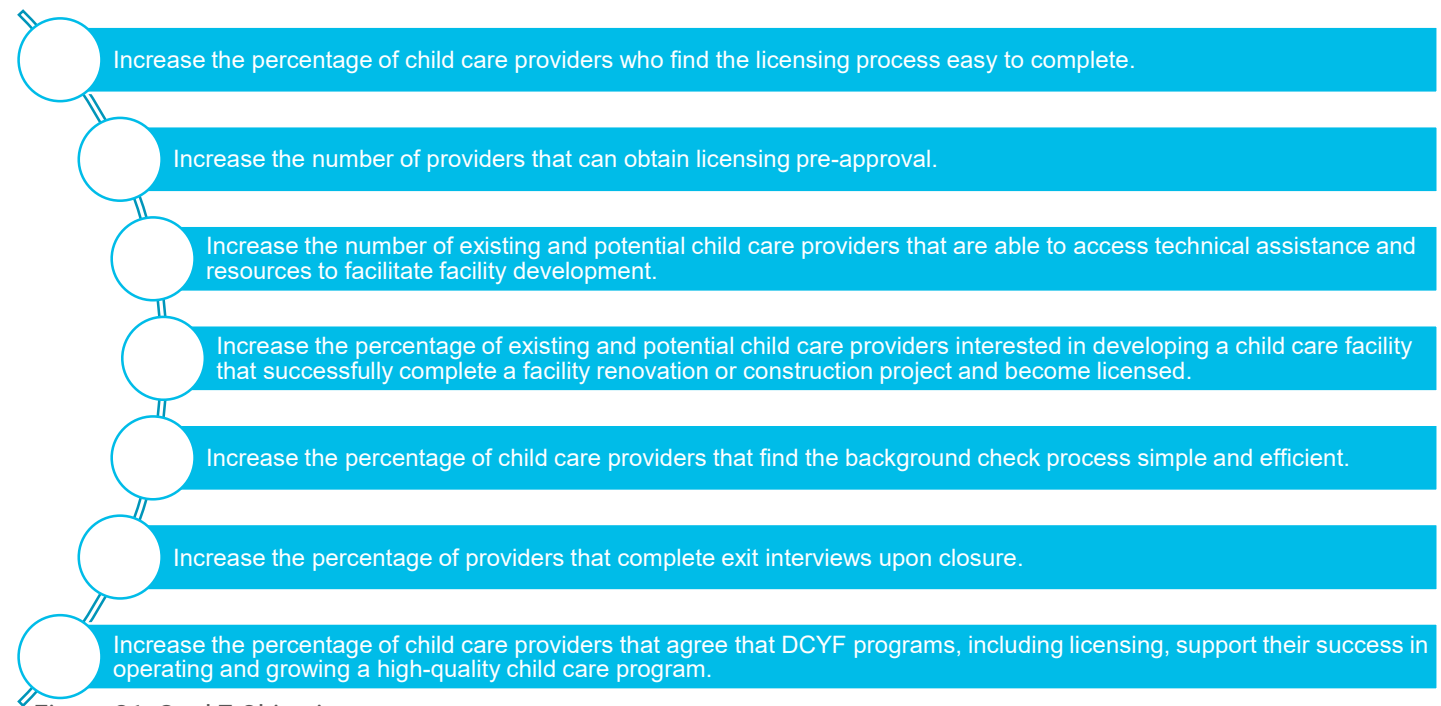 Increase the percentage of child care providers who find the licensing process easy to complete.
Increase the number of providers that can obtain licensing pre-approval.
Increase the number of existing and potential child care providers that are able to access technical assistance and
resources to facilitate facility development.
Increase the percentage of existing and potential child care providers interested in developing a child care facility
that successfully complete a facility renovation or construction project and become licensed.
Increase the percentage of child care providers that find the background check process simple and efficient.
Increase the percentage of providers that complete exit interviews upon closure.
Increase the percentage of child care providers that agree that DCYF programs, including licensing, support their success in
operating and growing a high-quality child care program.